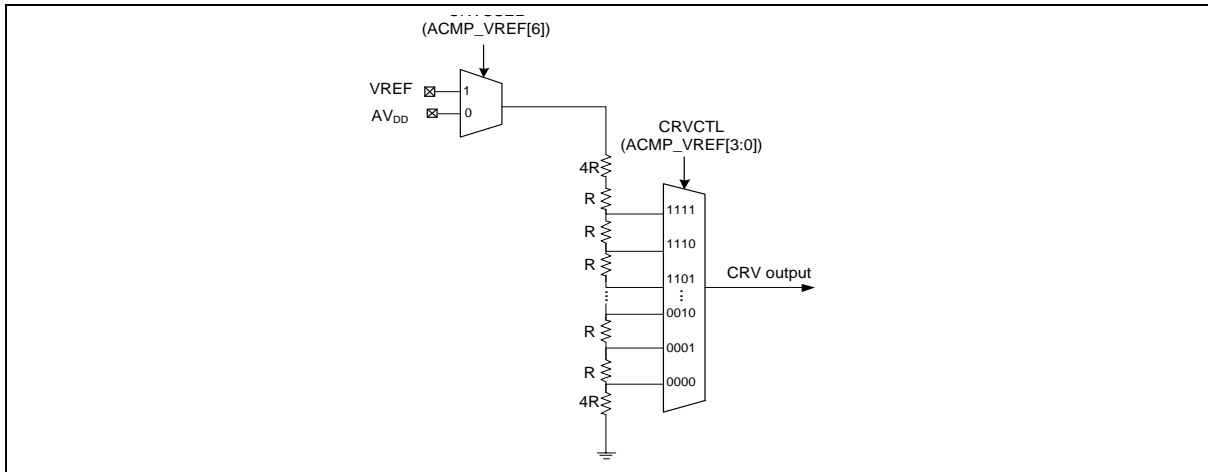 (ACMP_VREF[6])
VREF
1
AVDD
0
CRVCTL
(ACMP_VREF[3:0])
4R
R
1111
R
1110
R
1101
CRV output
0010
R
0001
R
0000
4R